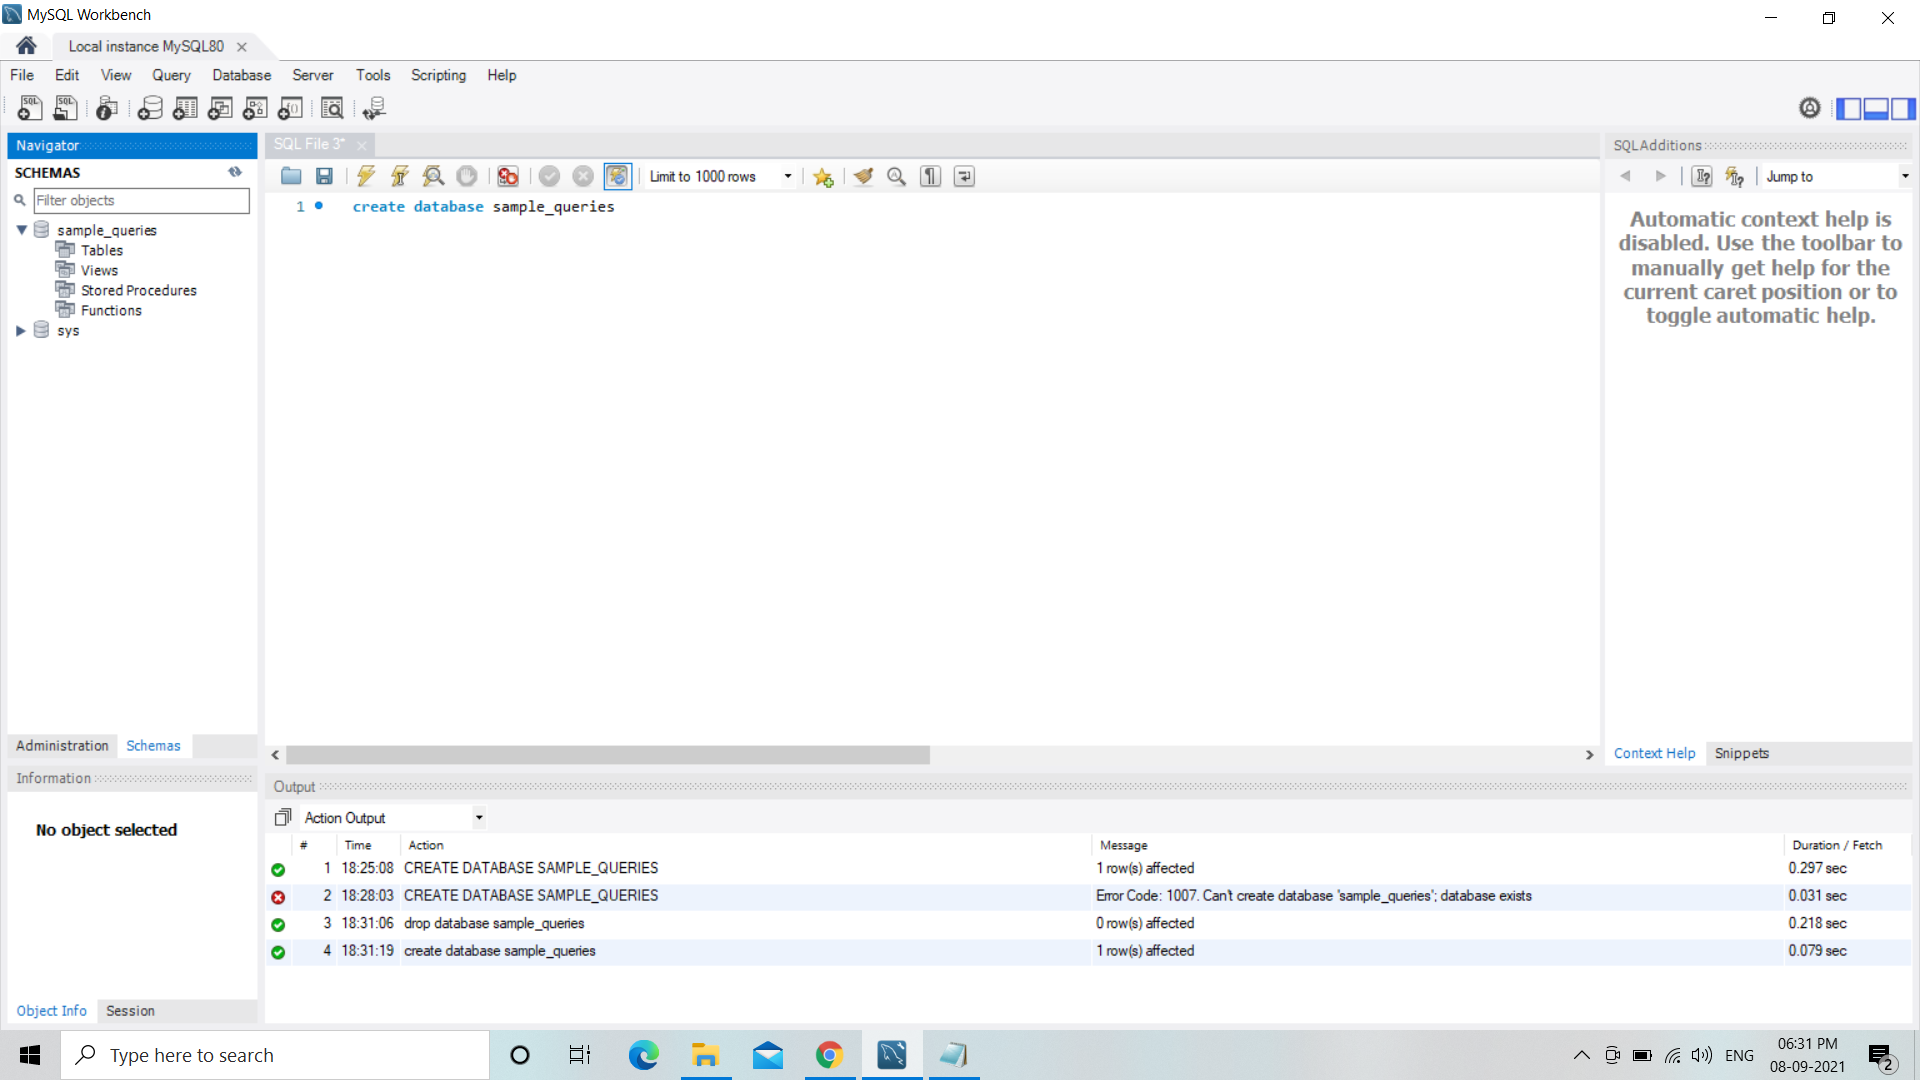 MySQL Workbench
Local instance MySQL80
File Edit View Query Database Server Tools Scripting Help
Navigator
SCHEMAS
Filter objects
sample_queries
Tables
Views
Stored Procedures
Functions
sys
Administration Schemas
Information
No object selected
Object Info Session
SQL File 3*
Limit to 1000 rows
1 create database sample_queries
SQLAdditions
Jump to
Automatic context help is
disabled. Use the toolbar to
manually get help for the
current caret position or to
toggle automatic help.
Context Help Snippets
Output
Action Output
# Time Action Message Duration / Fetch
1 18:25:08 CREATE DATABASE SAMPLE_QUERIES 1 row(s) affected 0.297 sec
2 18:28:03 CREATE DATABASE SAMPLE_QUERIES Error Code: 1007. Can't create database 'sample_queries'; database exists 0.031 sec
3 18:31:06 drop database sample_queries 0 row(s) affected 0.218 sec
4 18:31:19 create database sample_queries 1 row(s) affected 0.079 sec
Type here to search
ENG
06:31 PM
08-09-2021
2